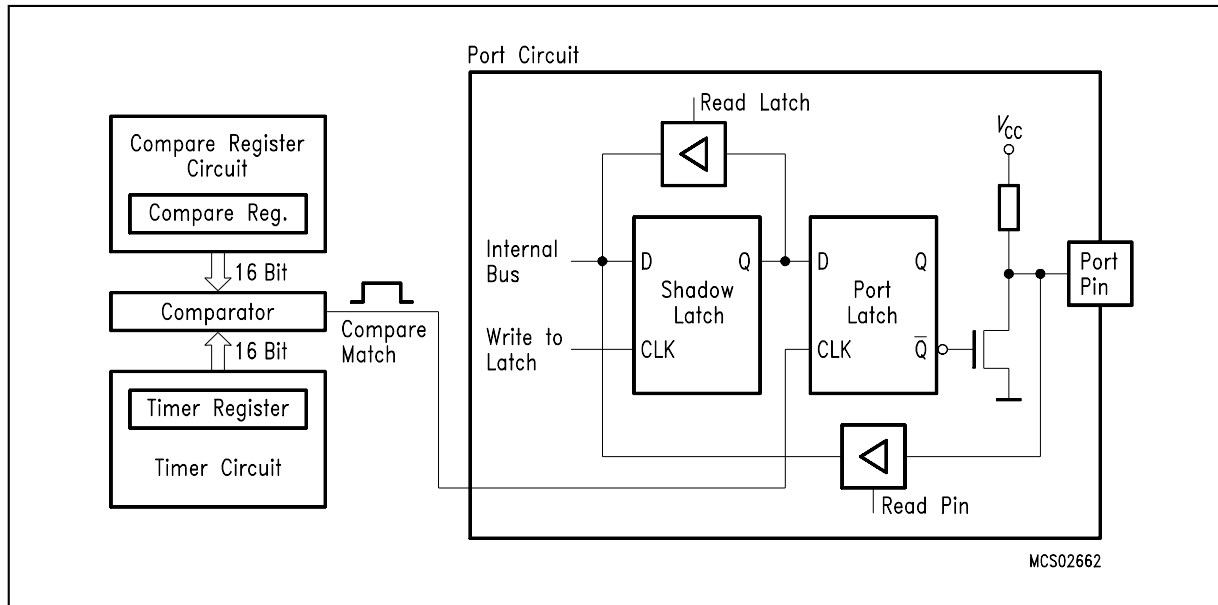 Port Circuit
Compare Register
Circuit
Compare Reg.
16 Bit
Comparator
16 Bit
Timer Register
Timer Circuit
Compare
Match
Read Latch
VCC
Internal
Bus
D
Q
Shadow
Latch
Write to
Latch
CLK
D
Q
Port
Latch
CLK
Q̅
Port
Pin
Read Pin
MCS02662